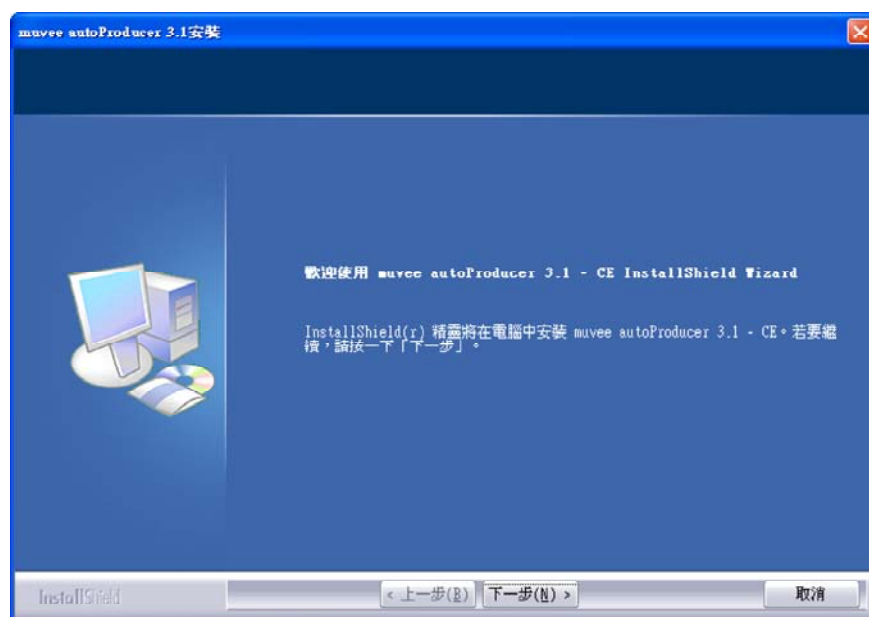 muvee autoProducer 3.1安裝
歡迎使用 muvee autoProducer 3.1 - CE InstallShield Wizard
InstallShield(r) 精靈將在電腦中安裝 muvee autoProducer 3.1 - CE。若要繼
續，請按一下「下一步」。
InstallShield
< 上一步(B)
下一步(N) >
取消